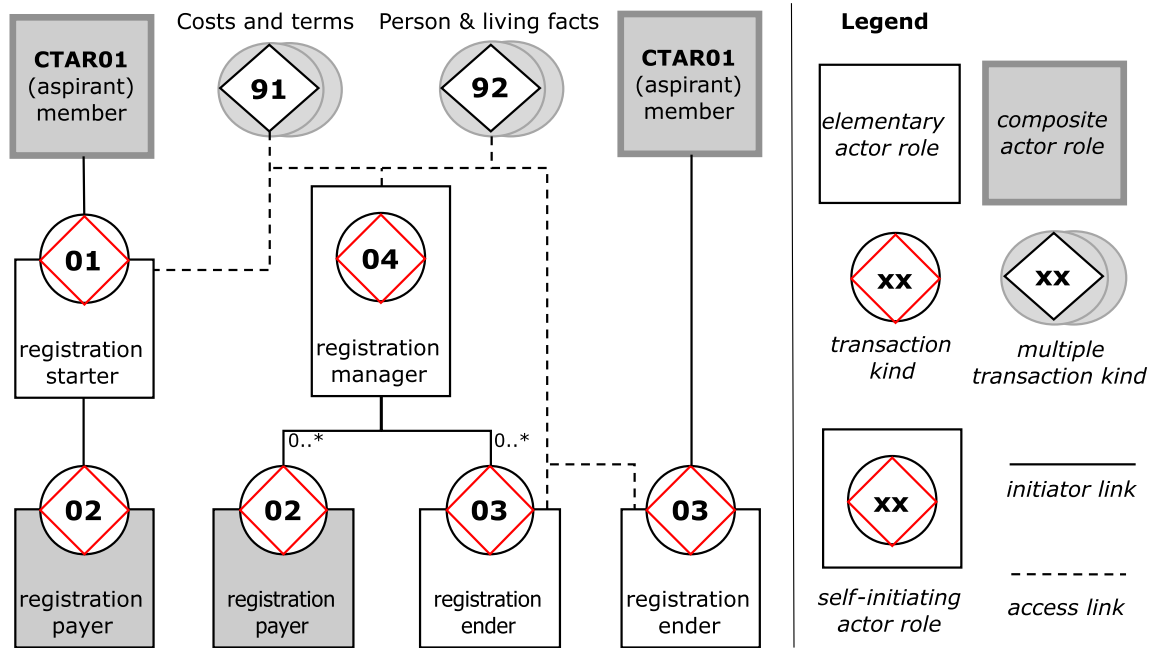 Costs and terms
Person & living facts
Legend
CTAR01
(aspirant)
member
91
92
CTAR01
(aspirant)
member
elementary
actor role
composite
actor role
01
registration
starter
04
registration
manager
xx
transaction
kind
xx
multiple
transaction kind
0..*
0..*
02
registration
payer
02
registration
payer
03
registration
ender
03
registration
ender
xx
self-initiating
actor role
initiator link
access link